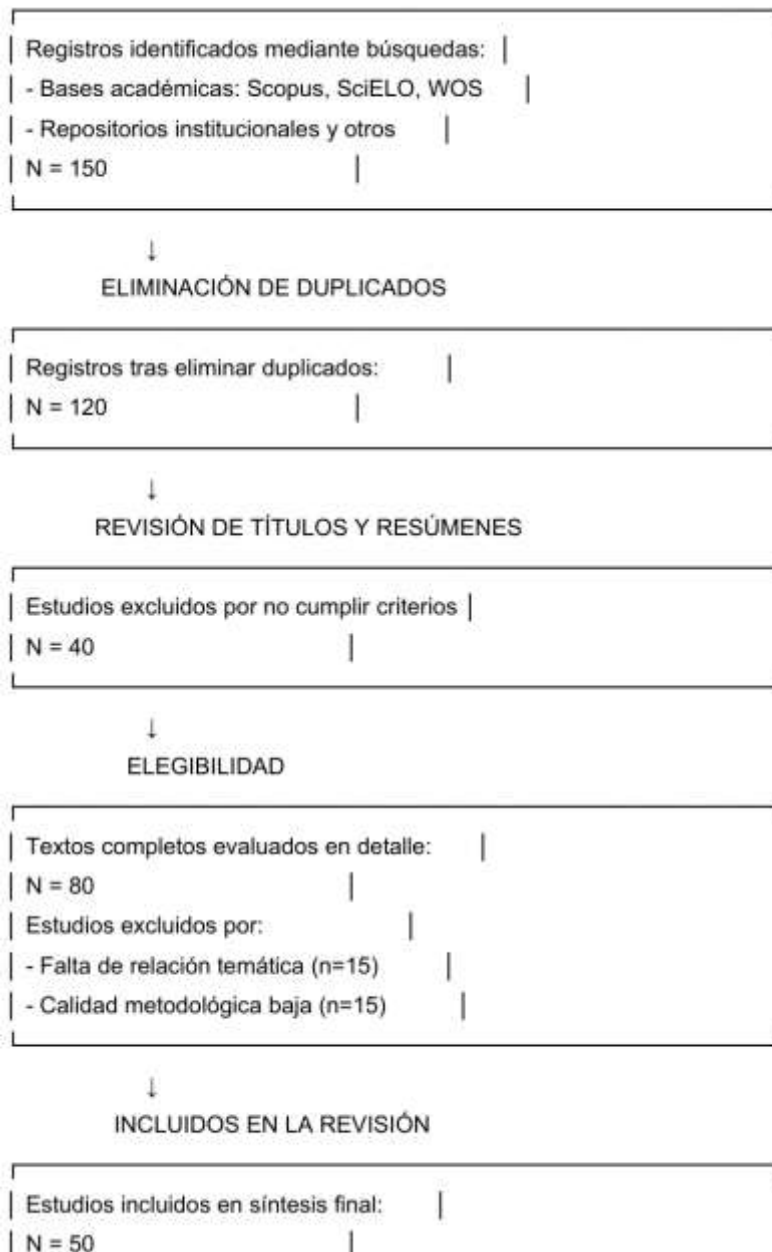 Registros identificados mediante búsquedas:
- Bases académicas: Scopus, SciELO, WOS
- Repositorios institucionales y otros
N = 150
↓
ELIMINACIÓN DE DUPLICADOS
Registros tras eliminar duplicados:
N = 120
↓
REVISIÓN DE TÍTULOS Y RESÚMENES
Estudios excluidos por no cumplir criterios
N = 40
↓
ELEGIBILIDAD
Textos completos evaluados en detalle:
N = 80
Estudios excluidos por:
- Falta de relación temática (n=15)
- Calidad metodológica baja (n=15)
↓
INCLUIDOS EN LA REVISIÓN
Estudios incluidos en síntesis final:
N = 50